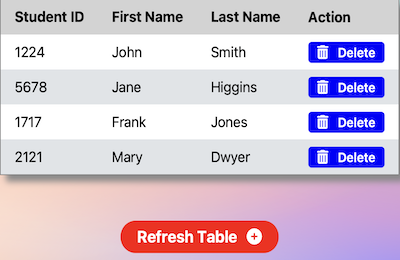 Student ID First Name Last Name Action
1224 John Smith Delete
5678 Jane Higgins Delete
1717 Frank Jones Delete
2121 Mary Dwyer Delete
Refresh Table